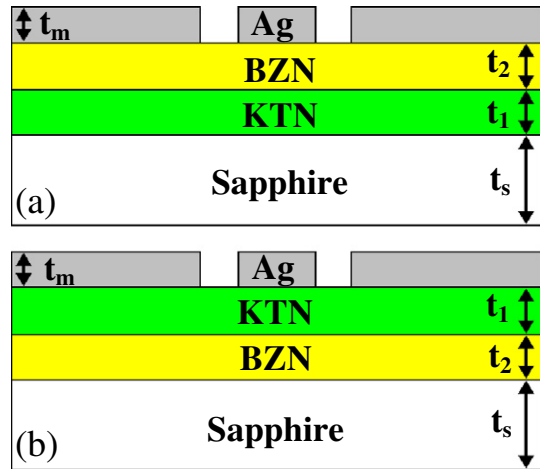 t_m Ag
BZN t_2
KTN t_1
Sapphire t_s
(a)
t_m Ag
KTN t_1
BZN t_2
Sapphire t_s
(b)